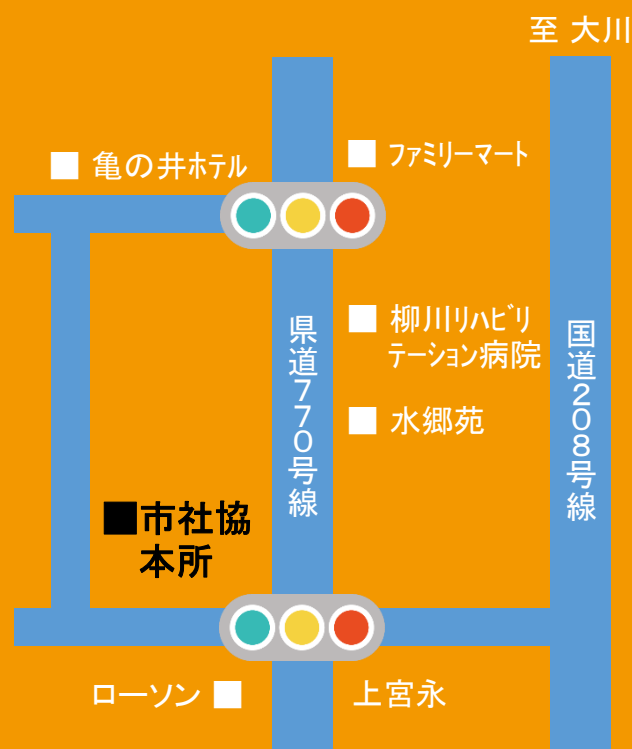 至 大川
亀の井ホテル
ファミリーマート
柳川リハビリ
テーション病院
水郷苑
県道770号線
国道208号線
市社協
本所
ローソン
上宮永